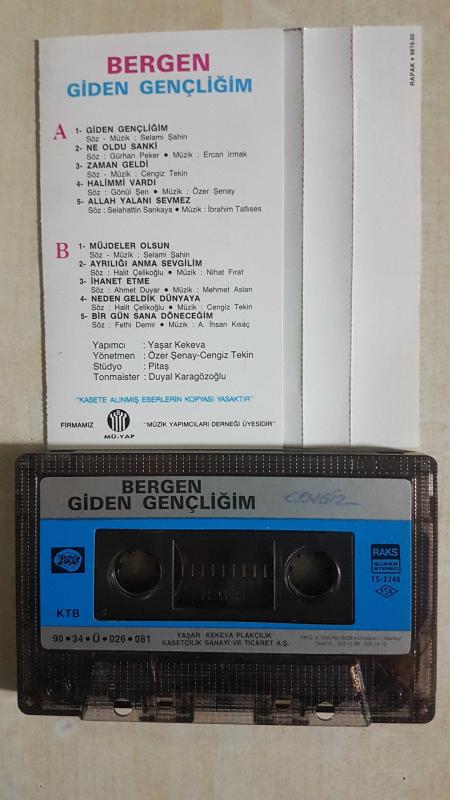 RAPAK • 9819.00
BERGEN
GİDEN GENÇLİĞİM
A
1- GİDEN GENÇLİĞİM
Söz - Müzik : Selami Şahin
2- NE OLDU SANKİ
Söz : Gürhan Peker • Müzik : Ercan Irmak
3- ZAMAN GELDİ
Söz - Müzik : Cengiz Tekin
4- HALİMMİ VARDI
Söz : Gönül Şen • Müzik : Özer Şenay
5- ALLAH YALANI SEVMEZ
Söz : Selahattin Sarıkaya • Müzik : İbrahim Tatlıses
B
1- MÜJDELER OLSUN
Söz - Müzik : Selami Şahin
2- AYRILIĞI ANMA SEVGİLİM
Söz : Halit Çelikoğlu • Müzik : Nihat Fırat
3- İHANET ETME
Söz : Ahmet Duyar • Müzik : Mehmet Aslan
4- NEDEN GELDİK DÜNYAYA
Söz : Halit Çelikoğlu • Müzik : Cengiz Tekin
5- BİR GÜN SANA DÖNECEĞİM
Söz : Fethi Demir • Müzik : A. İhsan Kısaç
Yapımcı : Yaşar Kekeva
Yönetmen : Özer Şenay-Cengiz Tekin
Stüdyo : Pitaş
Tonmaister : Duyal Karagözoğlu
"KASETE ALINMIŞ ESERLERİN KOPYASI YASAKTIR"
FİRMAMIZ MÜ-YAP "MÜZİK YAPIMCILARI DERNEĞİ ÜYESİDİR"
BERGEN
GİDEN GENÇLİĞİM
CENGİZ
RAKS
SUPER
STEREO
TS-2240
TSK
KTB
90 • 34 • Ü • 026 • 081
YAŞAR KEKEVA PLAKÇILIK
KASETÇİLİK SANAYİ VE TİCARET A.Ş.